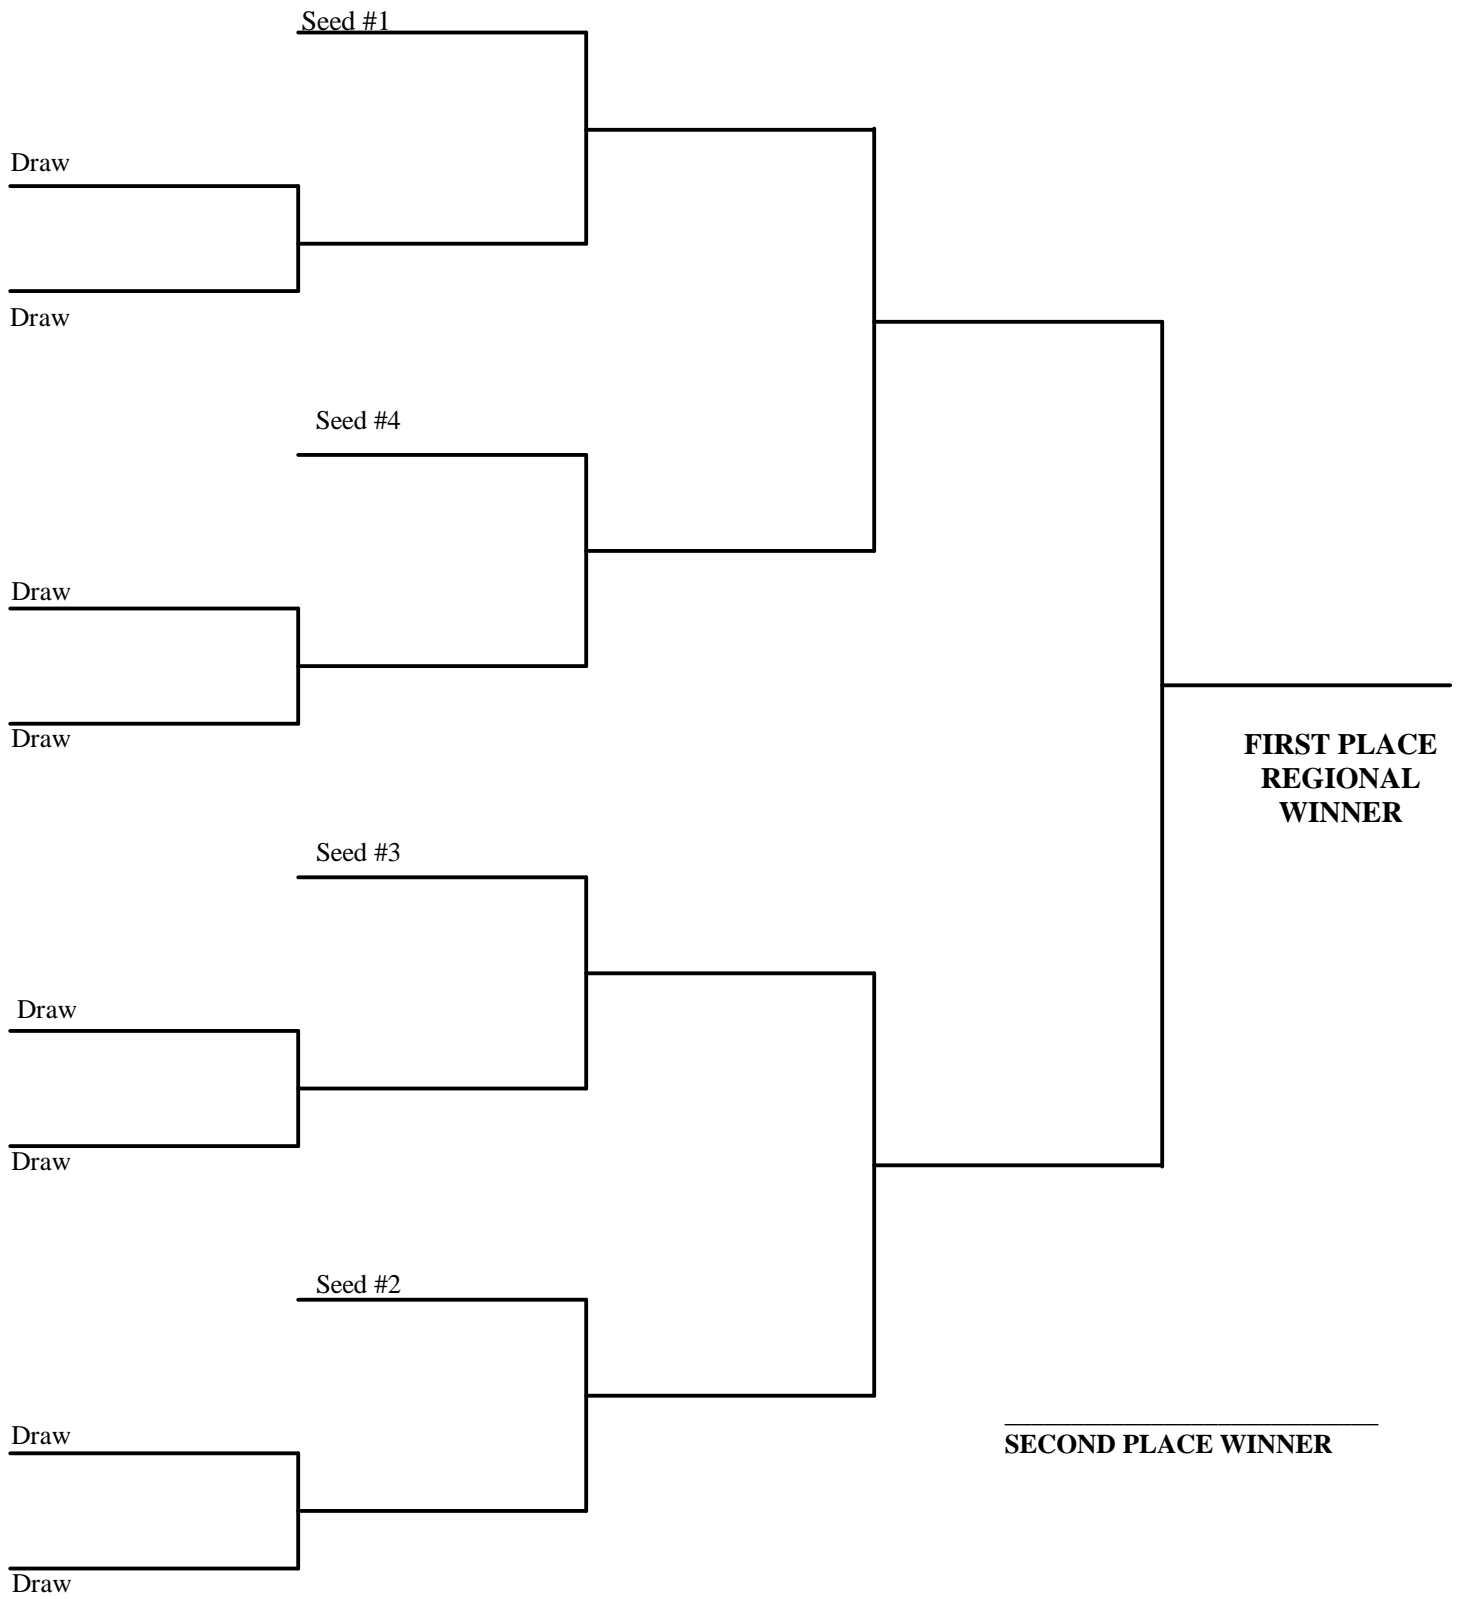 Seed #1
Draw
Draw
Seed #4
Draw
Draw
FIRST PLACE
REGIONAL
WINNER
Seed #3
Draw
Draw
Seed #2
Draw
SECOND PLACE WINNER
Draw